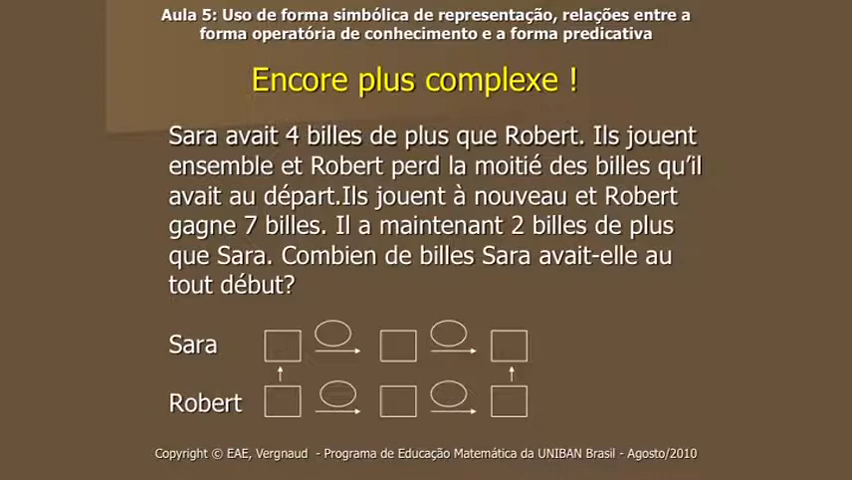 Aula 5: Uso de forma simbólica de representação, relações entre a
forma operatória de conhecimento e a forma predicativa
Encore plus complexe !
Sara avait 4 billes de plus que Robert. Ils jouent
ensemble et Robert perd la moitié des billes qu’il
avait au départ.Ils jouent à nouveau et Robert
gagne 7 billes. Il a maintenant 2 billes de plus
que Sara. Combien de billes Sara avait-elle au
tout début?
Sara
Robert
Copyright © EAE, Vergnaud - Programa de Educação Matemática da UNIBAN Brasil - Agosto/2010